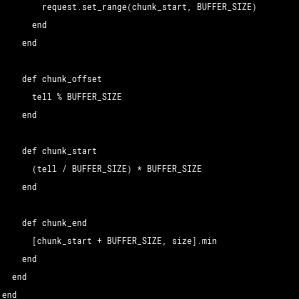 request.set_range(chunk_start, BUFFER_SIZE)
end
end
def chunk_offset
tell % BUFFER_SIZE
end
def chunk_start
(tell / BUFFER_SIZE) * BUFFER_SIZE
end
def chunk_end
[chunk_start + BUFFER_SIZE, size].min
end
end
end